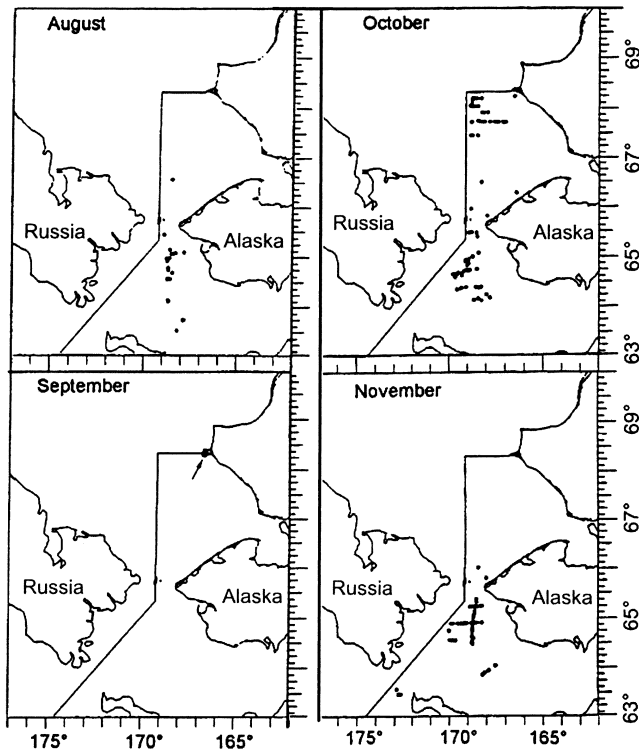 August
October
69°
67°
65°
63°
Russia
Alaska
Russia
Alaska
September
November
69°
67°
65°
63°
Russia
Alaska
Russia
Alaska
175°
170°
165°
175°
170°
165°